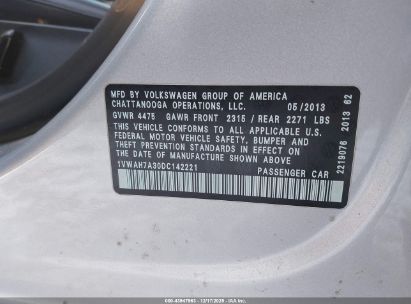 MFD BY VOLKSWAGEN GROUP OF AMERICA
CHATTANOOGA OPERATIONS, LLC. 05/2013
GVWR 4475 GAWR FRONT 2315 / REAR 2271 LBS
THIS VEHICLE CONFORMS TO ALL APPLICABLE U.S.
FEDERAL MOTOR VEHICLE SAFETY, BUMPER, AND
THEFT PREVENTION STANDARDS IN EFFECT ON THE
DATE OF MANUFACTURE SHOWN ABOVE.
1VWAH7A30DC142221 PASSENGER CAR
2219076 2013 62